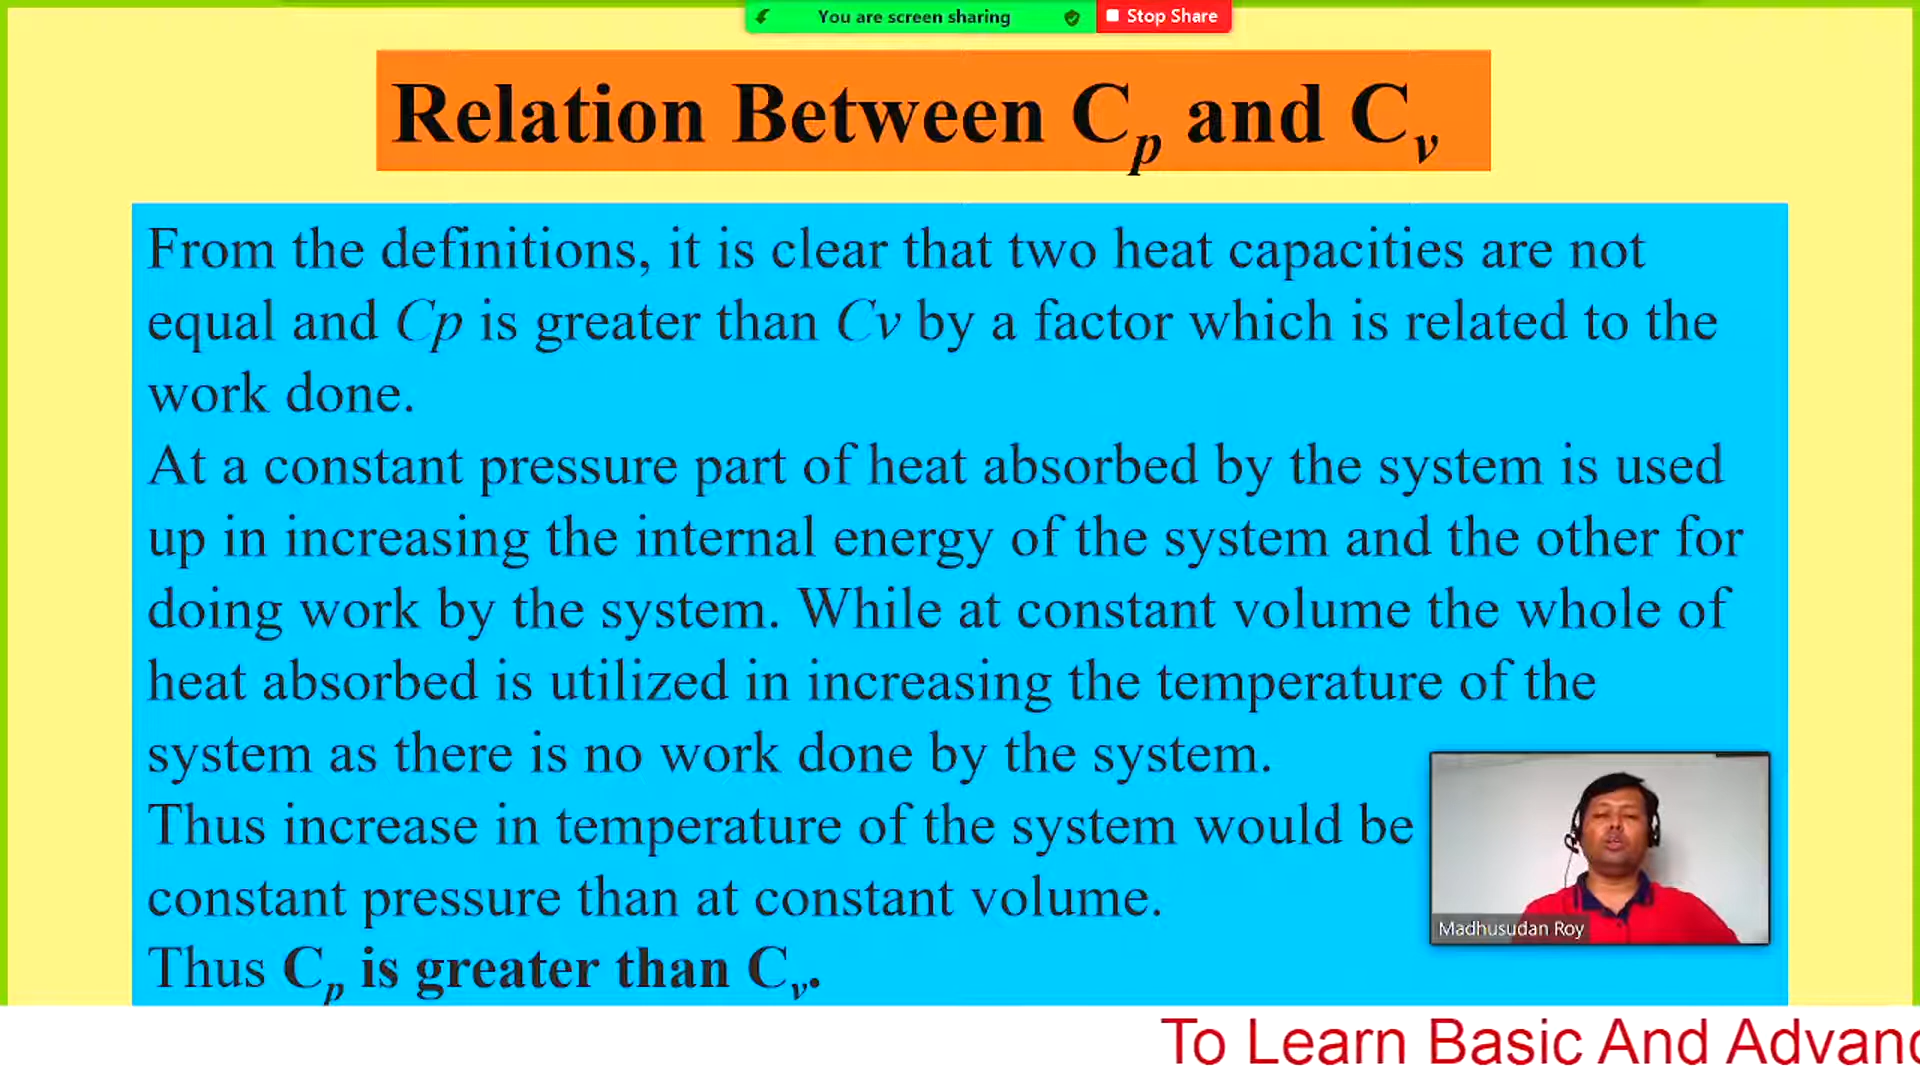 You are screen sharing
Stop Share
Relation Between Cp and Cv
From the definitions, it is clear that two heat capacities are not
equal and Cp is greater than Cv by a factor which is related to the
work done.
At a constant pressure part of heat absorbed by the system is used
up in increasing the internal energy of the system and the other for
doing work by the system. While at constant volume the whole of
heat absorbed is utilized in increasing the temperature of the
system as there is no work done by the system.
Thus increase in temperature of the system would be
constant pressure than at constant volume.
Thus Cp is greater than Cv.
Madhusudan Roy
To Learn Basic And